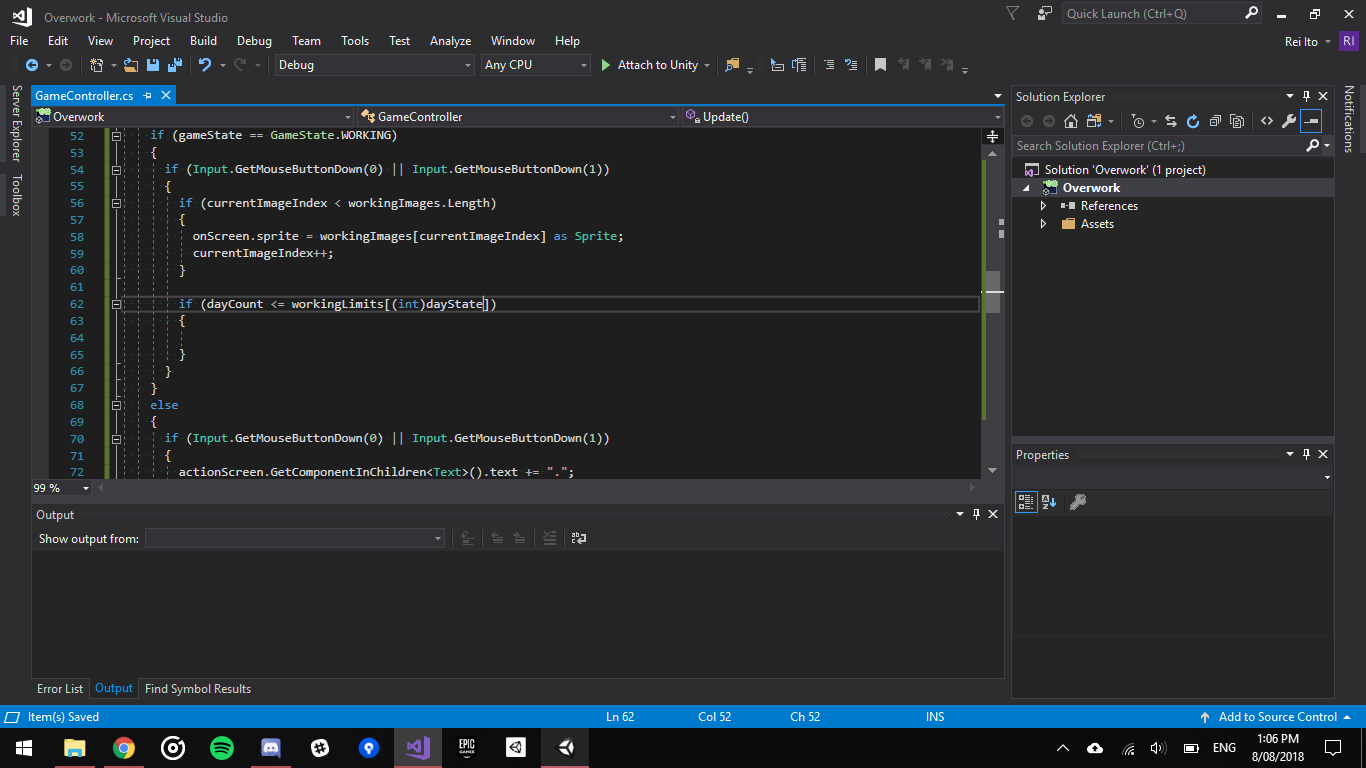 Overwork - Microsoft Visual Studio
Quick Launch (Ctrl+Q)
File Edit View Project Build Debug Team Tools Test Analyze Window Help
Rei Ito RI
Debug Any CPU Attach to Unity
Server Explorer
Toolbox
GameController.cs
Overwork GameController Update()
52 if (gameState == GameState.WORKING)
53 {
54 if (Input.GetMouseButtonDown(0) || Input.GetMouseButtonDown(1))
55 {
56 if (currentImageIndex < workingImages.Length)
57 {
58 onScreen.sprite = workingImages[currentImageIndex] as Sprite;
59 currentImageIndex++;
60 }
61
62 if (dayCount <= workingLimits[(int)dayState])
63 {
64
65 }
66 }
67 }
68 else
69 {
70 if (Input.GetMouseButtonDown(0) || Input.GetMouseButtonDown(1))
71 {
72 actionScreen.GetComponentInChildren<Text>().text += ".";
99 %
Output
Show output from:
Error List Output Find Symbol Results
Solution Explorer
Search Solution Explorer (Ctrl+;)
Solution 'Overwork' (1 project)
Overwork
References
Assets
Properties
Notifications
Item(s) Saved Ln 62 Col 52 Ch 52 INS Add to Source Control
EPIC GAMES
ENG
1:06 PM
8/08/2018